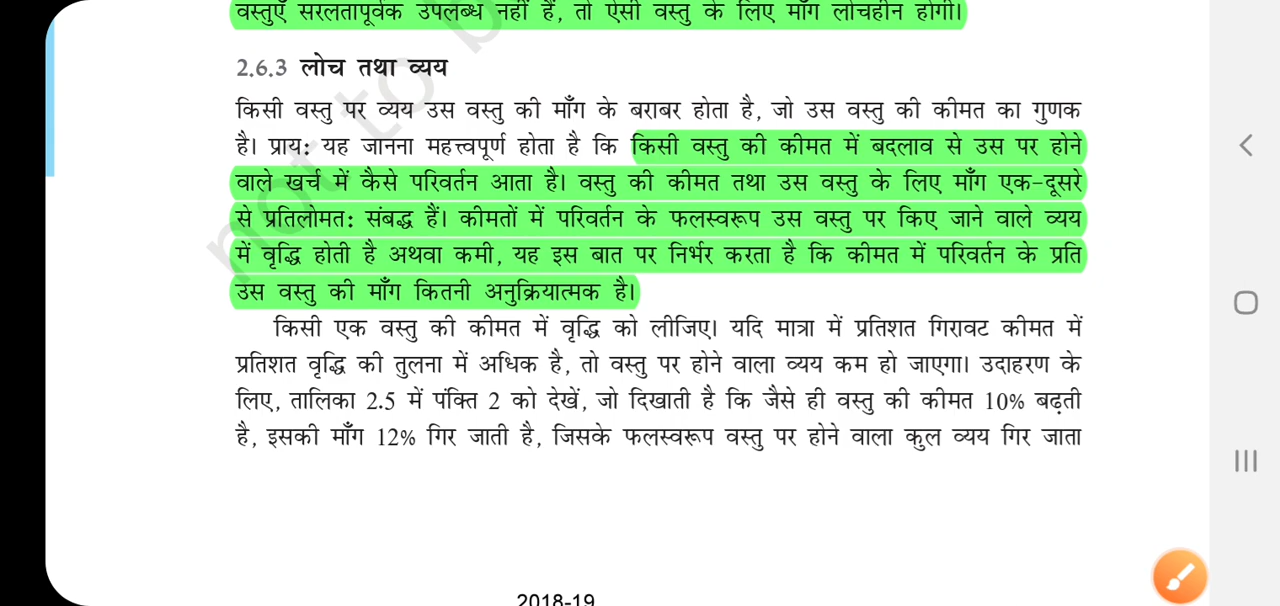 वस्तुएँ सरलतापूर्वक उपलब्ध नहीं हैं, तो ऐसी वस्तु के लिए माँग लोचहीन होगी।
2.6.3 लोच तथा व्यय
किसी वस्तु पर व्यय उस वस्तु की माँग के बराबर होता है, जो उस वस्तु की कीमत का गुणक
है। प्राय: यह जानना महत्त्वपूर्ण होता है कि किसी वस्तु की कीमत में बदलाव से उस पर होने
वाले खर्च में कैसे परिवर्तन आता है। वस्तु की कीमत तथा उस वस्तु के लिए माँग एक-दूसरे
से प्रतिलोमत: संबद्ध हैं। कीमतों में परिवर्तन के फलस्वरूप उस वस्तु पर किए जाने वाले व्यय
में वृद्धि होती है अथवा कमी, यह इस बात पर निर्भर करता है कि कीमत में परिवर्तन के प्रति
उस वस्तु की माँग कितनी अनुक्रियात्मक है।
किसी एक वस्तु की कीमत में वृद्धि को लीजिए। यदि मात्रा में प्रतिशत गिरावट कीमत में
प्रतिशत वृद्धि की तुलना में अधिक है, तो वस्तु पर होने वाला व्यय कम हो जाएगा। उदाहरण के
लिए, तालिका 2.5 में पंक्ति 2 को देखें, जो दिखाती है कि जैसे ही वस्तु की कीमत 10% बढ़ती
है, इसकी माँग 12% गिर जाती है, जिसके फलस्वरूप वस्तु पर होने वाला कुल व्यय गिर जाता
not to b
2018-19